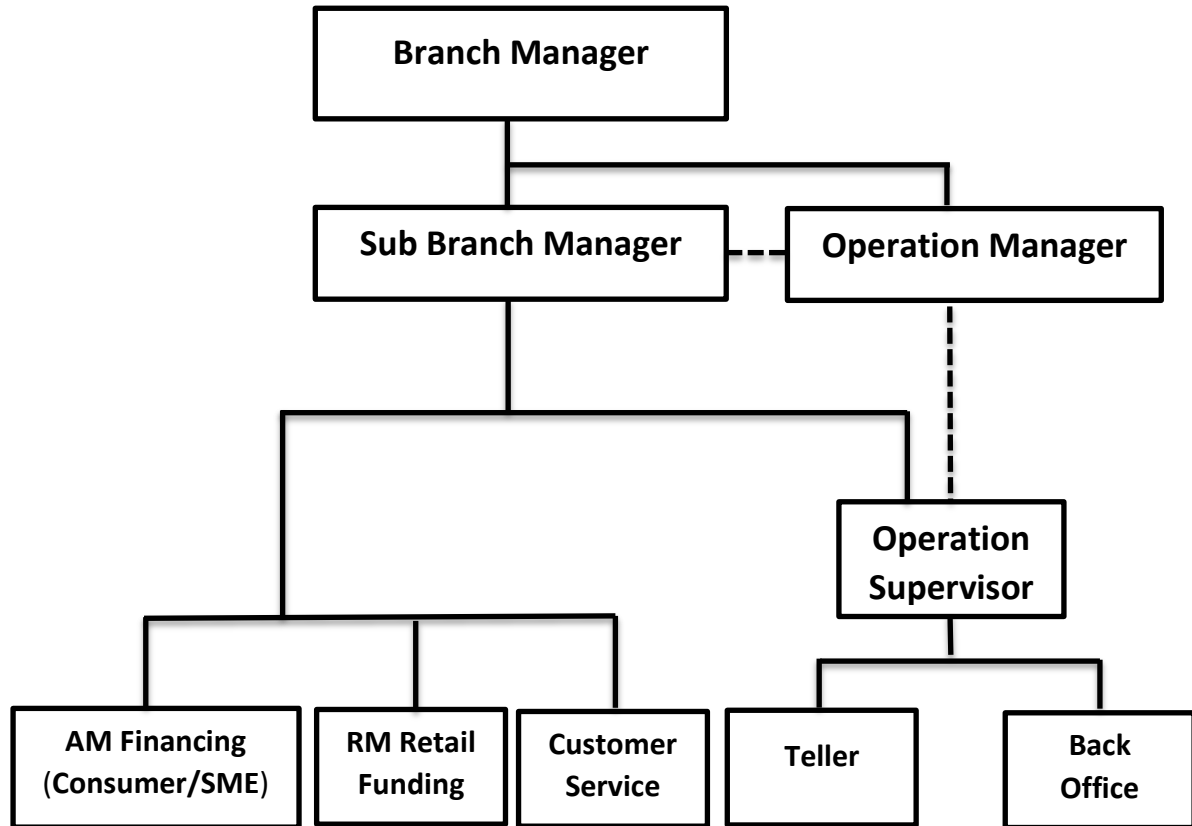 Branch Manager
Sub Branch Manager
Operation Manager
Operation
Supervisor
AM Financing
(Consumer/SME)
RM Retail
Funding
Customer
Service
Teller
Back
Office